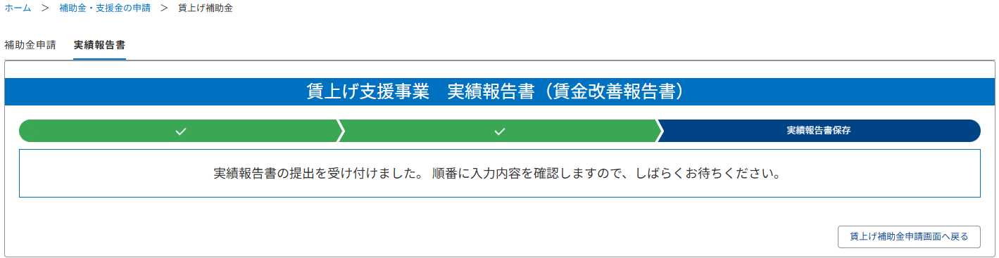 ホーム ＞ 補助金・支援金の申請 ＞ 賃上げ補助金
補助金申請 実績報告書
賃上げ支援事業　実績報告書（賃金改善報告書）
実績報告書保存
実績報告書の提出を受け付けました。 順番に入力内容を確認しますので、しばらくお待ちください。
賃上げ補助金申請画面へ戻る